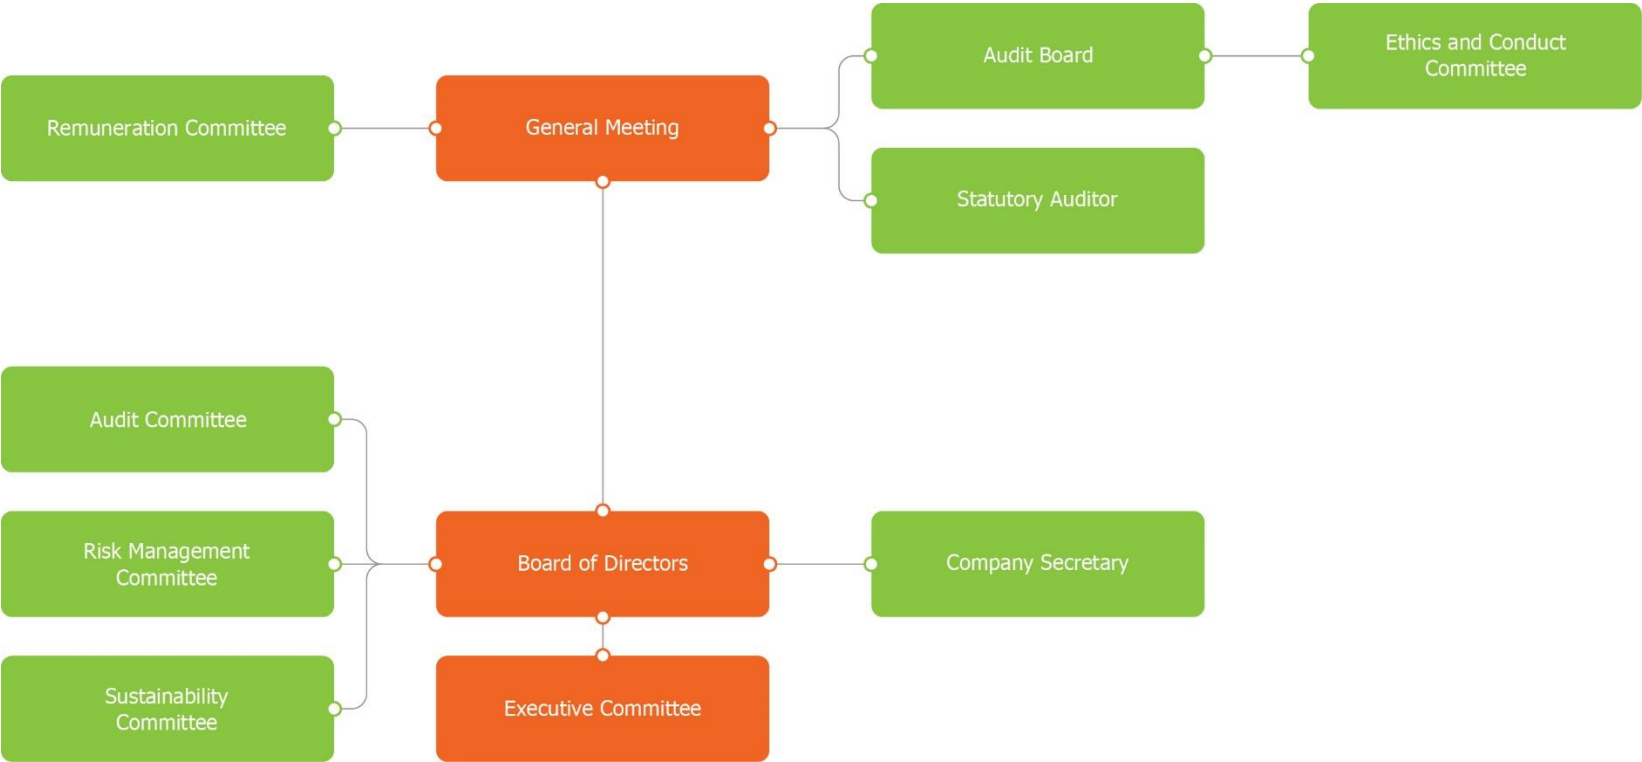 Audit Board
Ethics and Conduct
Committee
Remuneration Committee
General Meeting
Statutory Auditor
Audit Committee
Risk Management
Committee
Board of Directors
Company Secretary
Sustainability
Committee
Executive Committee